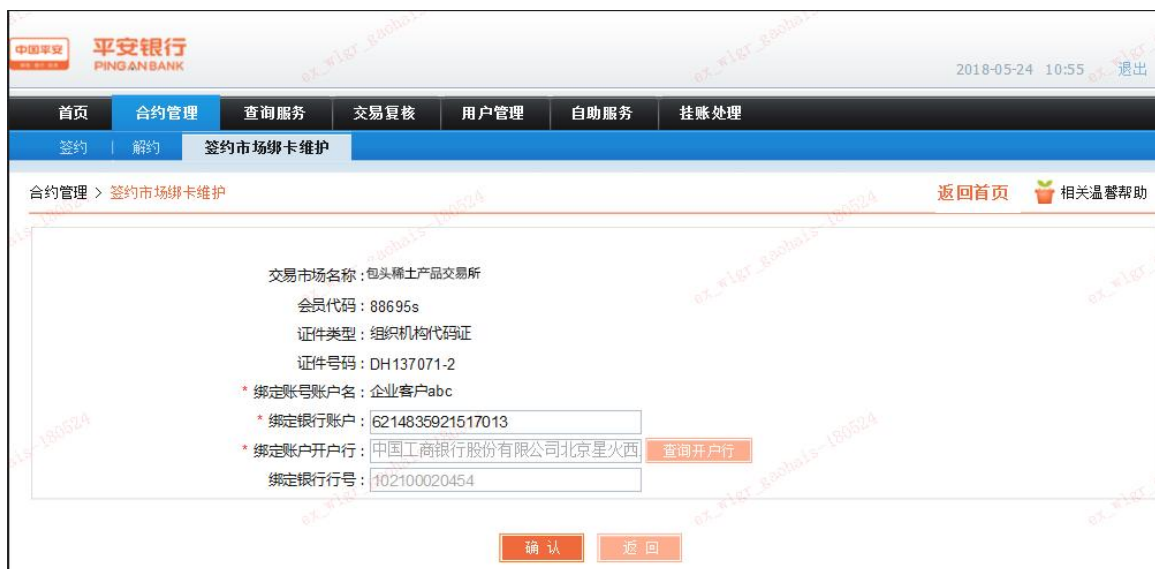 中国平安
平安银行
PING AN BANK
2018-05-24 10:55 退出
首页 合约管理 查询服务 交易复核 用户管理 自助服务 挂账处理
签约 | 解约 签约市场绑卡维护
合约管理 > 签约市场绑卡维护 返回首页 相关温馨帮助
交易市场名称:包头稀土产品交易所
会员代码:88695s
证件类型:组织机构代码证
证件号码:DH137071-2
* 绑定账号账户名:企业客户abc
* 绑定银行账户:6214835921517013
* 绑定账户开户行:中国工商银行股份有限公司北京星火西 查询开户行
绑定银行行号:102100020454
确认 返回